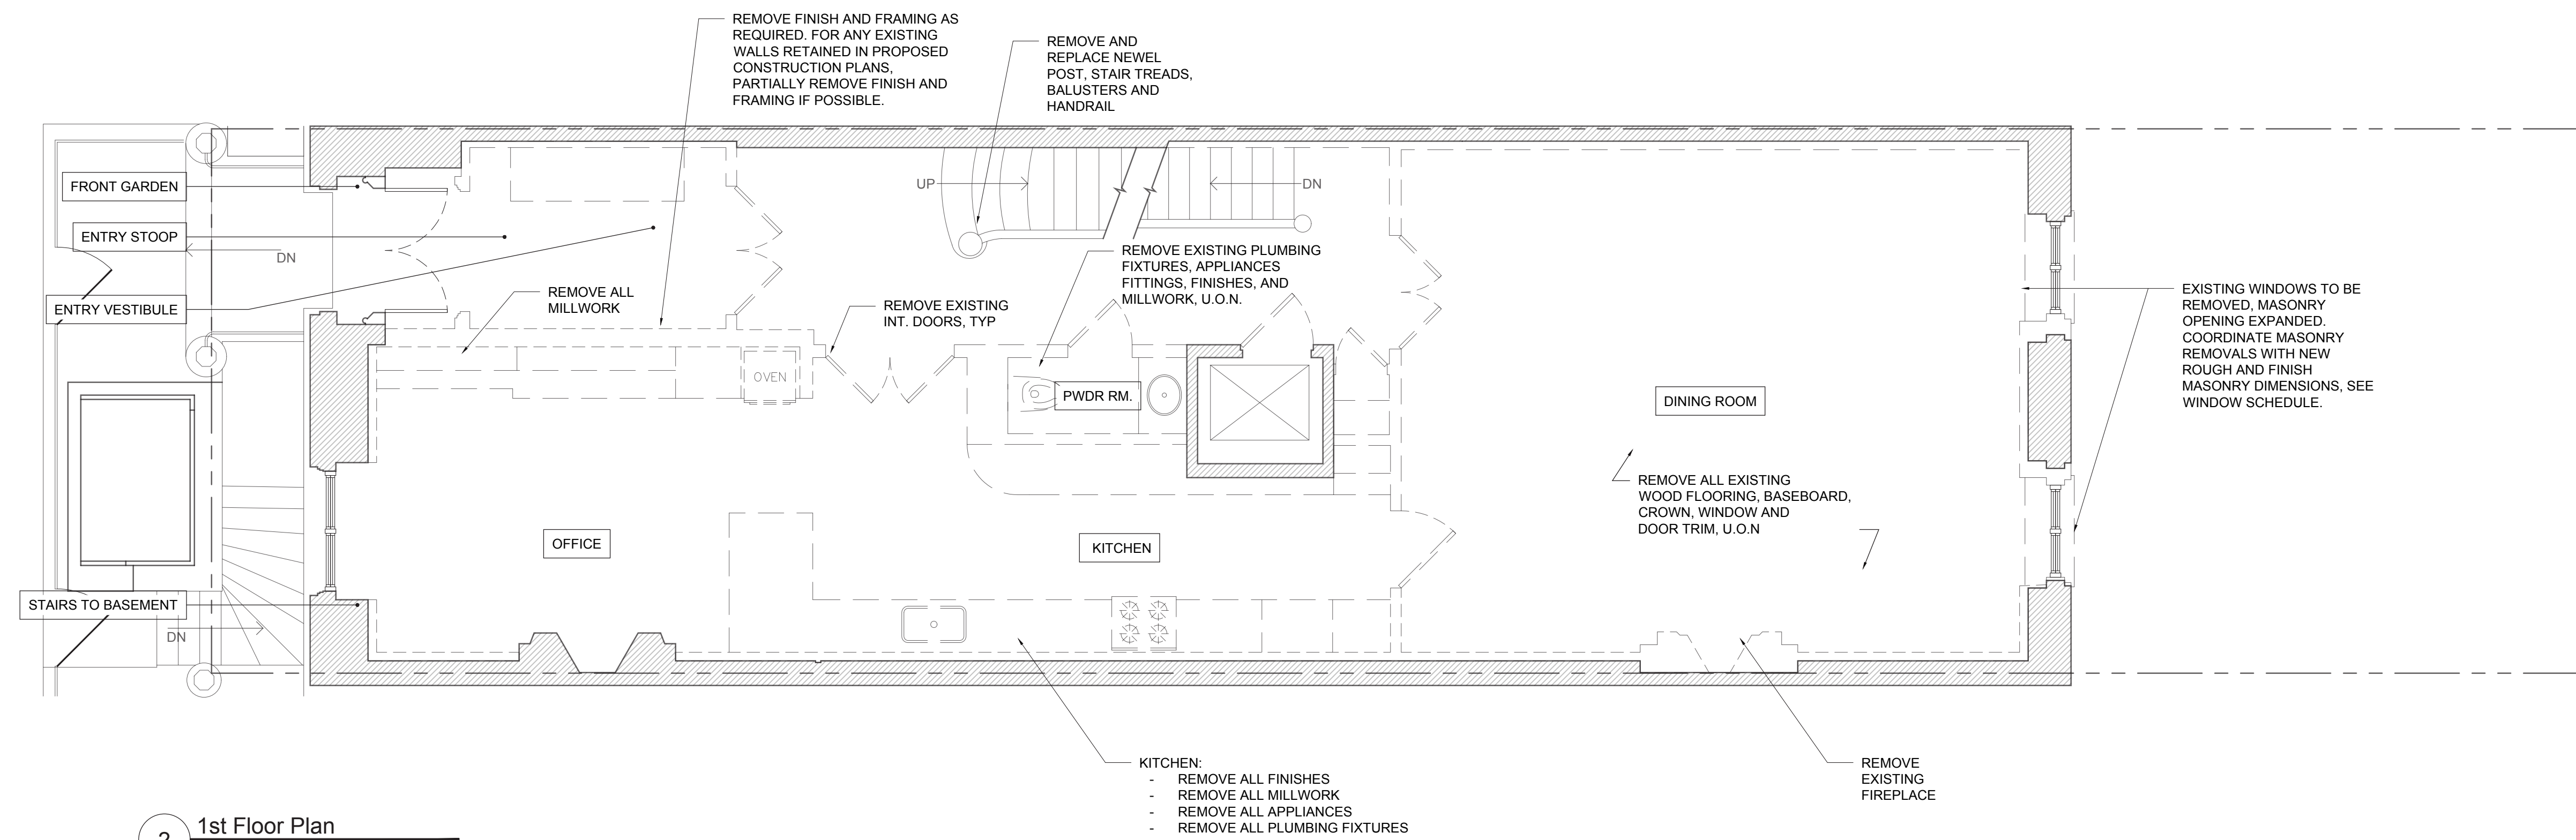 REMOVE FINISH AND FRAMING AS
REQUIRED. FOR ANY EXISTING
WALLS RETAINED IN PROPOSED
CONSTRUCTION PLANS,
PARTIALLY REMOVE FINISH AND
FRAMING IF POSSIBLE.
REMOVE AND
REPLACE NEWEL
POST, STAIR TREADS,
BALUSTERS AND
HANDRAIL
FRONT GARDEN
ENTRY STOOP
DN
ENTRY VESTIBULE
REMOVE ALL
MILLWORK
UP
DN
REMOVE EXISTING PLUMBING
FIXTURES, APPLIANCES
FITTINGS, FINISHES, AND
MILLWORK, U.O.N.
REMOVE EXISTING
INT. DOORS, TYP
OVEN
PWDR RM.
DINING ROOM
EXISTING WINDOWS TO BE
REMOVED, MASONRY
OPENING EXPANDED.
COORDINATE MASONRY
REMOVALS WITH NEW
ROUGH AND FINISH
MASONRY DIMENSIONS, SEE
WINDOW SCHEDULE.
REMOVE ALL EXISTING
WOOD FLOORING, BASEBOARD,
CROWN, WINDOW AND
DOOR TRIM, U.O.N
OFFICE
KITCHEN
STAIRS TO BASEMENT
DN
KITCHEN:
- REMOVE ALL FINISHES
- REMOVE ALL MILLWORK
- REMOVE ALL APPLIANCES
- REMOVE ALL PLUMBING FIXTURES
REMOVE
EXISTING
FIREPLACE
2
1st Floor Plan